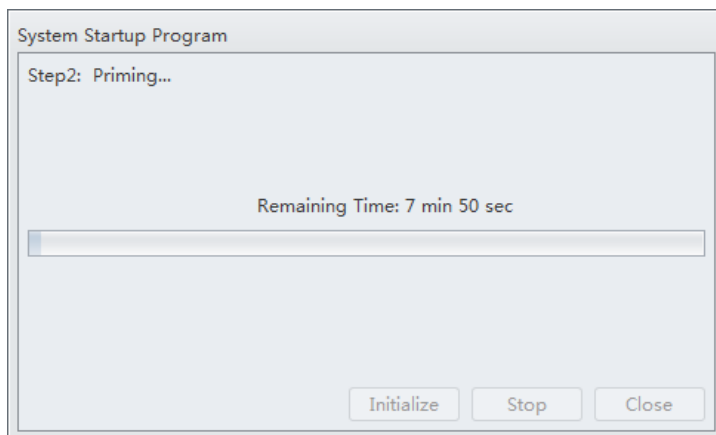 System Startup Program
Step2: Priming...
Remaining Time: 7 min 50 sec
Initialize Stop Close